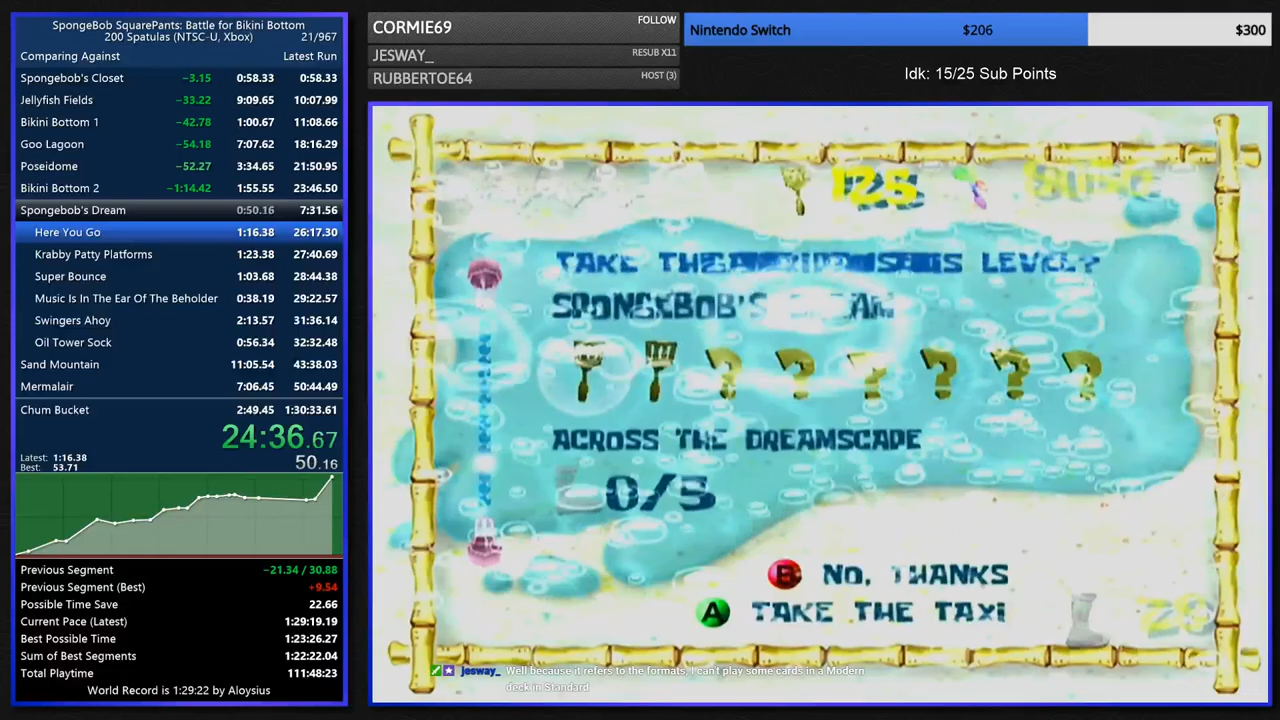 SpongeBob SquarePants: Battle for Bikini Bottom
200 Spatulas (NTSC-U, Xbox) 21/967
Comparing Against Latest Run
Spongebob's Closet −3.15 0:58.33 0:58.33
Jellyfish Fields −33.22 9:09.65 10:07.99
Bikini Bottom 1 −42.78 1:00.67 11:08.66
Goo Lagoon −54.18 7:07.62 18:16.29
Poseidome −52.27 3:34.65 21:50.95
Bikini Bottom 2 −1:14.42 1:55.55 23:46.50
Spongebob's Dream 0:50.16 7:31.56
Here You Go 1:16.38 26:17.30
Krabby Patty Platforms 1:23.38 27:40.69
Super Bounce 1:03.68 28:44.38
Music Is In The Ear Of The Beholder 0:38.19 29:22.57
Swingers Ahoy 2:13.57 31:36.14
Oil Tower Sock 0:56.34 32:32.48
Sand Mountain 11:05.54 43:38.03
Mermalair 7:06.45 50:44.49
Chum Bucket 2:49.45 1:30:33.61
24:36.67
Latest: 1:16.38
Best: 53.71
50.16
Previous Segment −21.34 / 30.88
Previous Segment (Best) +9.54
Possible Time Save 22.66
Current Pace (Latest) 1:29:19.19
Best Possible Time 1:23:26.27
Sum of Best Segments 1:22:22.04
Total Playtime 111:48:23
World Record is 1:29:22 by Aloysius
CORMIE69 FOLLOW
JESWAY_ RESUB X11
RUBBERTOE64 HOST (3)
Nintendo Switch $206 $300
Idk: 15/25 Sub Points
125
TAKE THE LEVEL?
SPONGEBOB'S DREAM
? ? ? ? ? ?
ACROSS THE DREAMSCAPE
0/5
B NO, THANKS
A TAKE THE TAXI
jesway_ Well because it refers to the formats, I can't play some cards in a Modern
deck in Standard